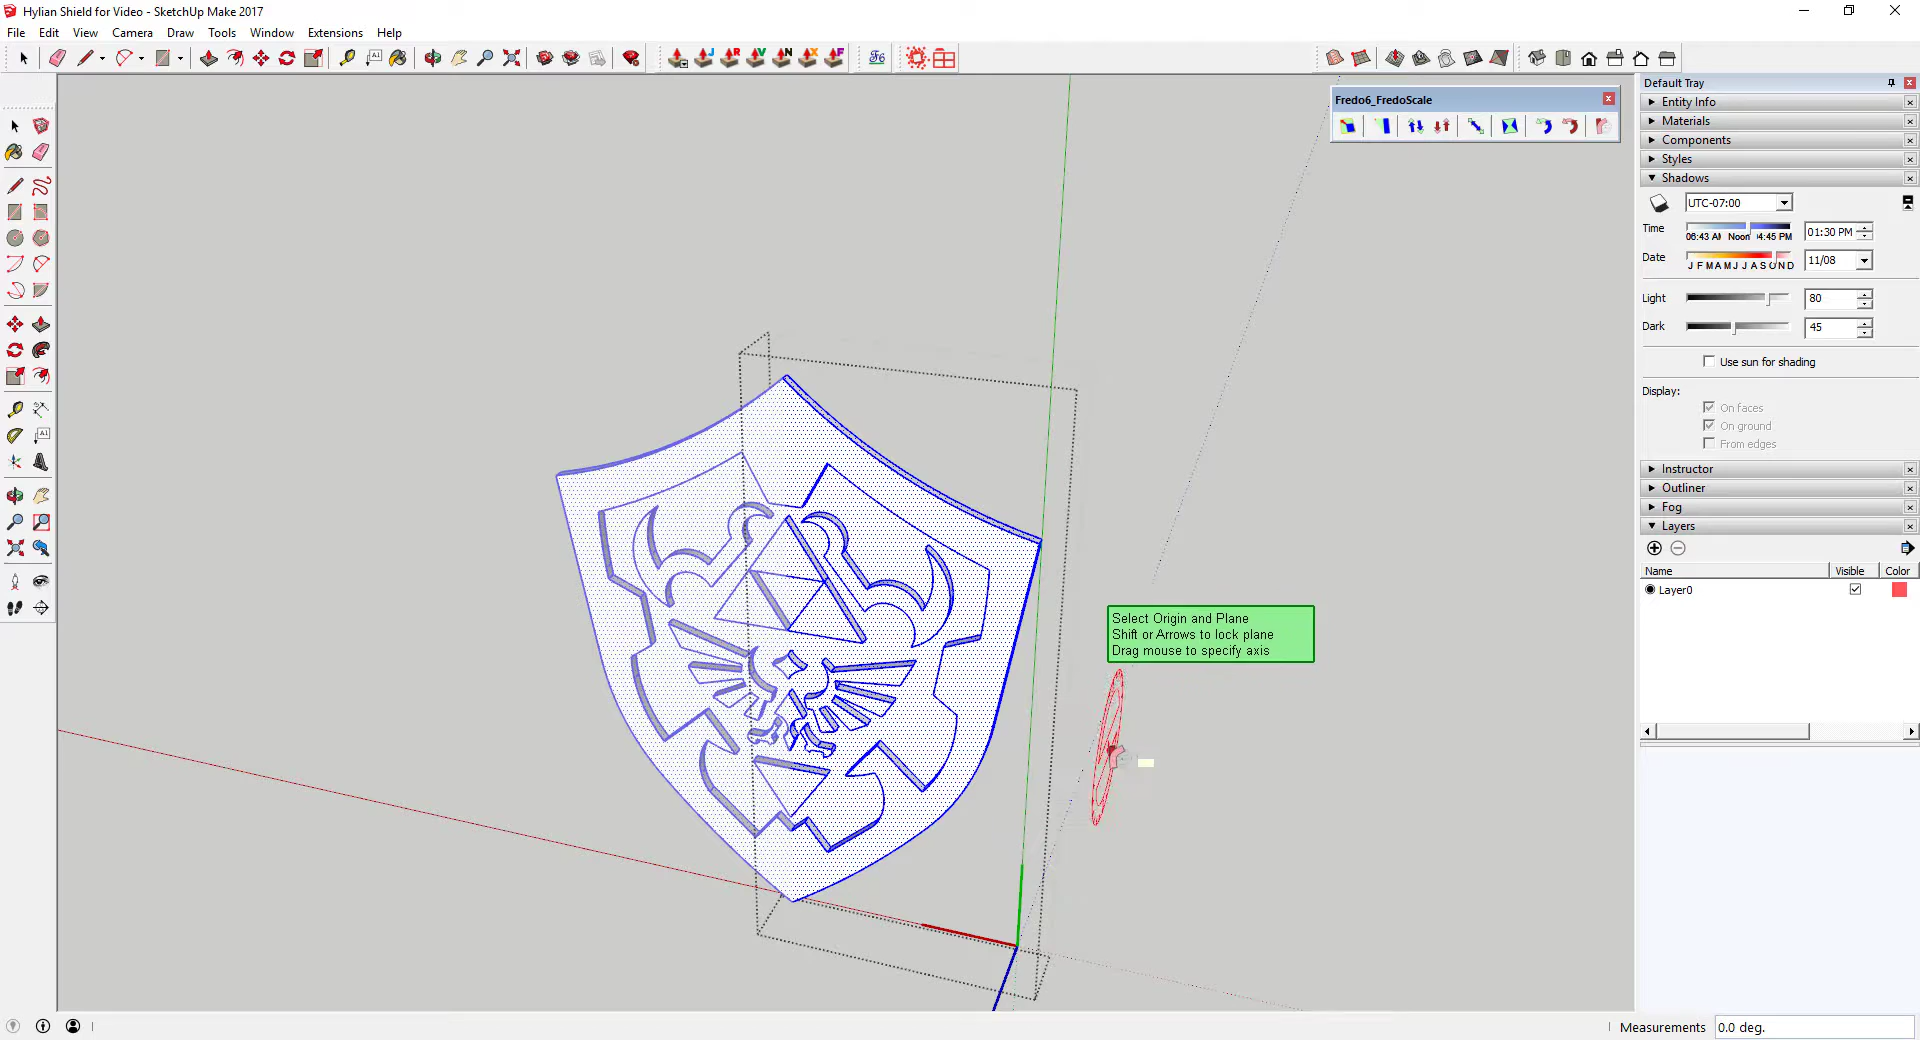 Hylian Shield for Video - SketchUp Make 2017
File Edit View Camera Draw Tools Window Extensions Help
Default Tray
Fredo6_FredoScale
Entity Info
Materials
Components
Styles
Shadows
UTC-07:00
Time
06:43 AM Noon 04:45 PM
01:30 PM
Date
J F M A M J J A S O N D
11/08
Light
80
Dark
45
Use sun for shading
Display:
On faces
On ground
From edges
Instructor
Outliner
Fog
Layers
Name Visible Color
Layer0
Select Origin and Plane
Shift or Arrows to lock plane
Drag mouse to specify axis
Measurements 0.0 deg.